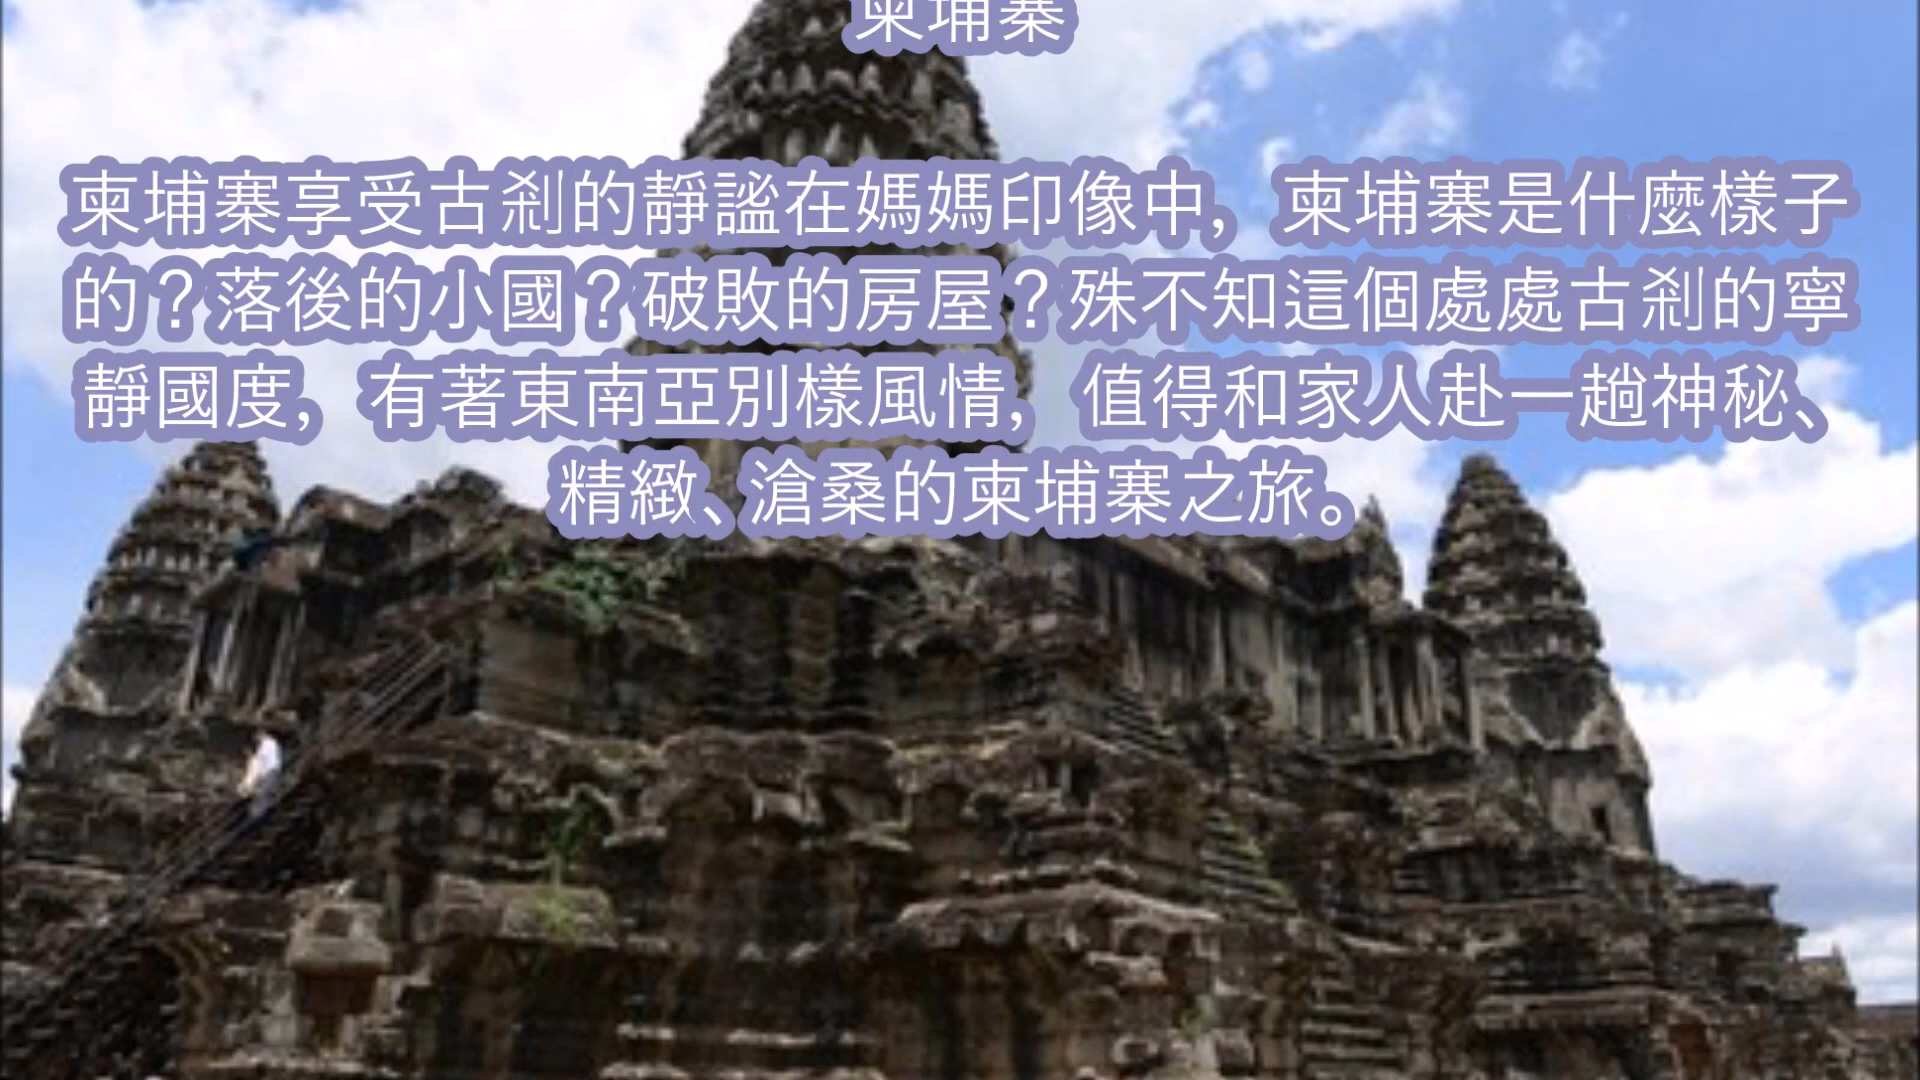 柬埔寨
柬埔寨享受古剎的靜謐在媽媽印像中，柬埔寨是什麼樣子
的？落後的小國？破敗的房屋？殊不知這個處處古剎的寧
靜國度，有著東南亞別樣風情，值得和家人赴一趟神秘、
精緻、滄桑的柬埔寨之旅。